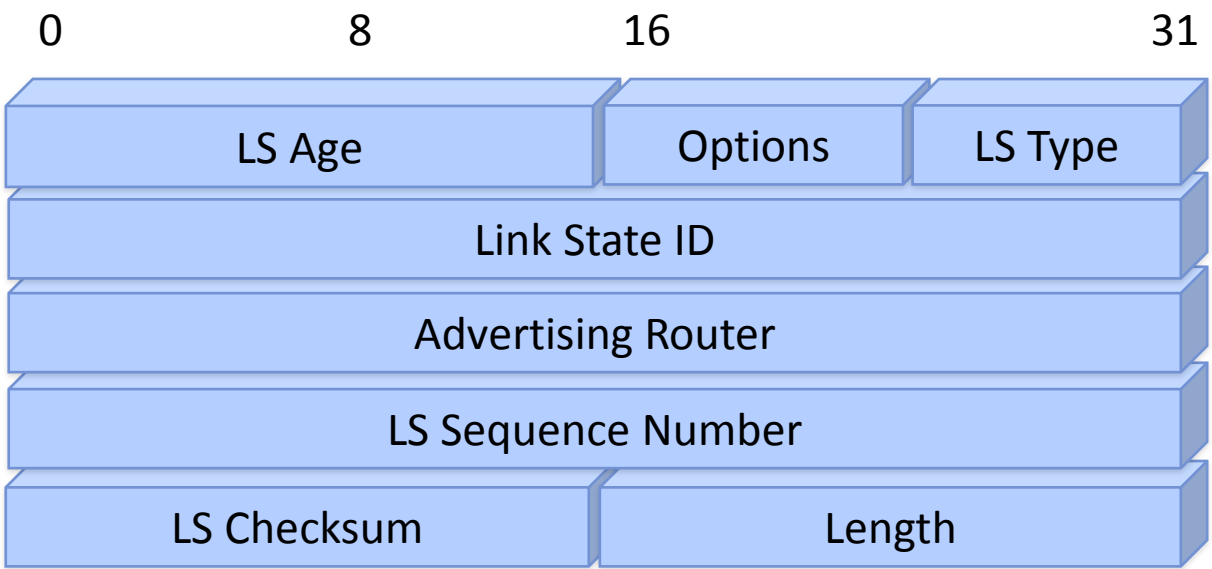 0 8 16 31
LS Age Options LS Type
Link State ID
Advertising Router
LS Sequence Number
LS Checksum Length